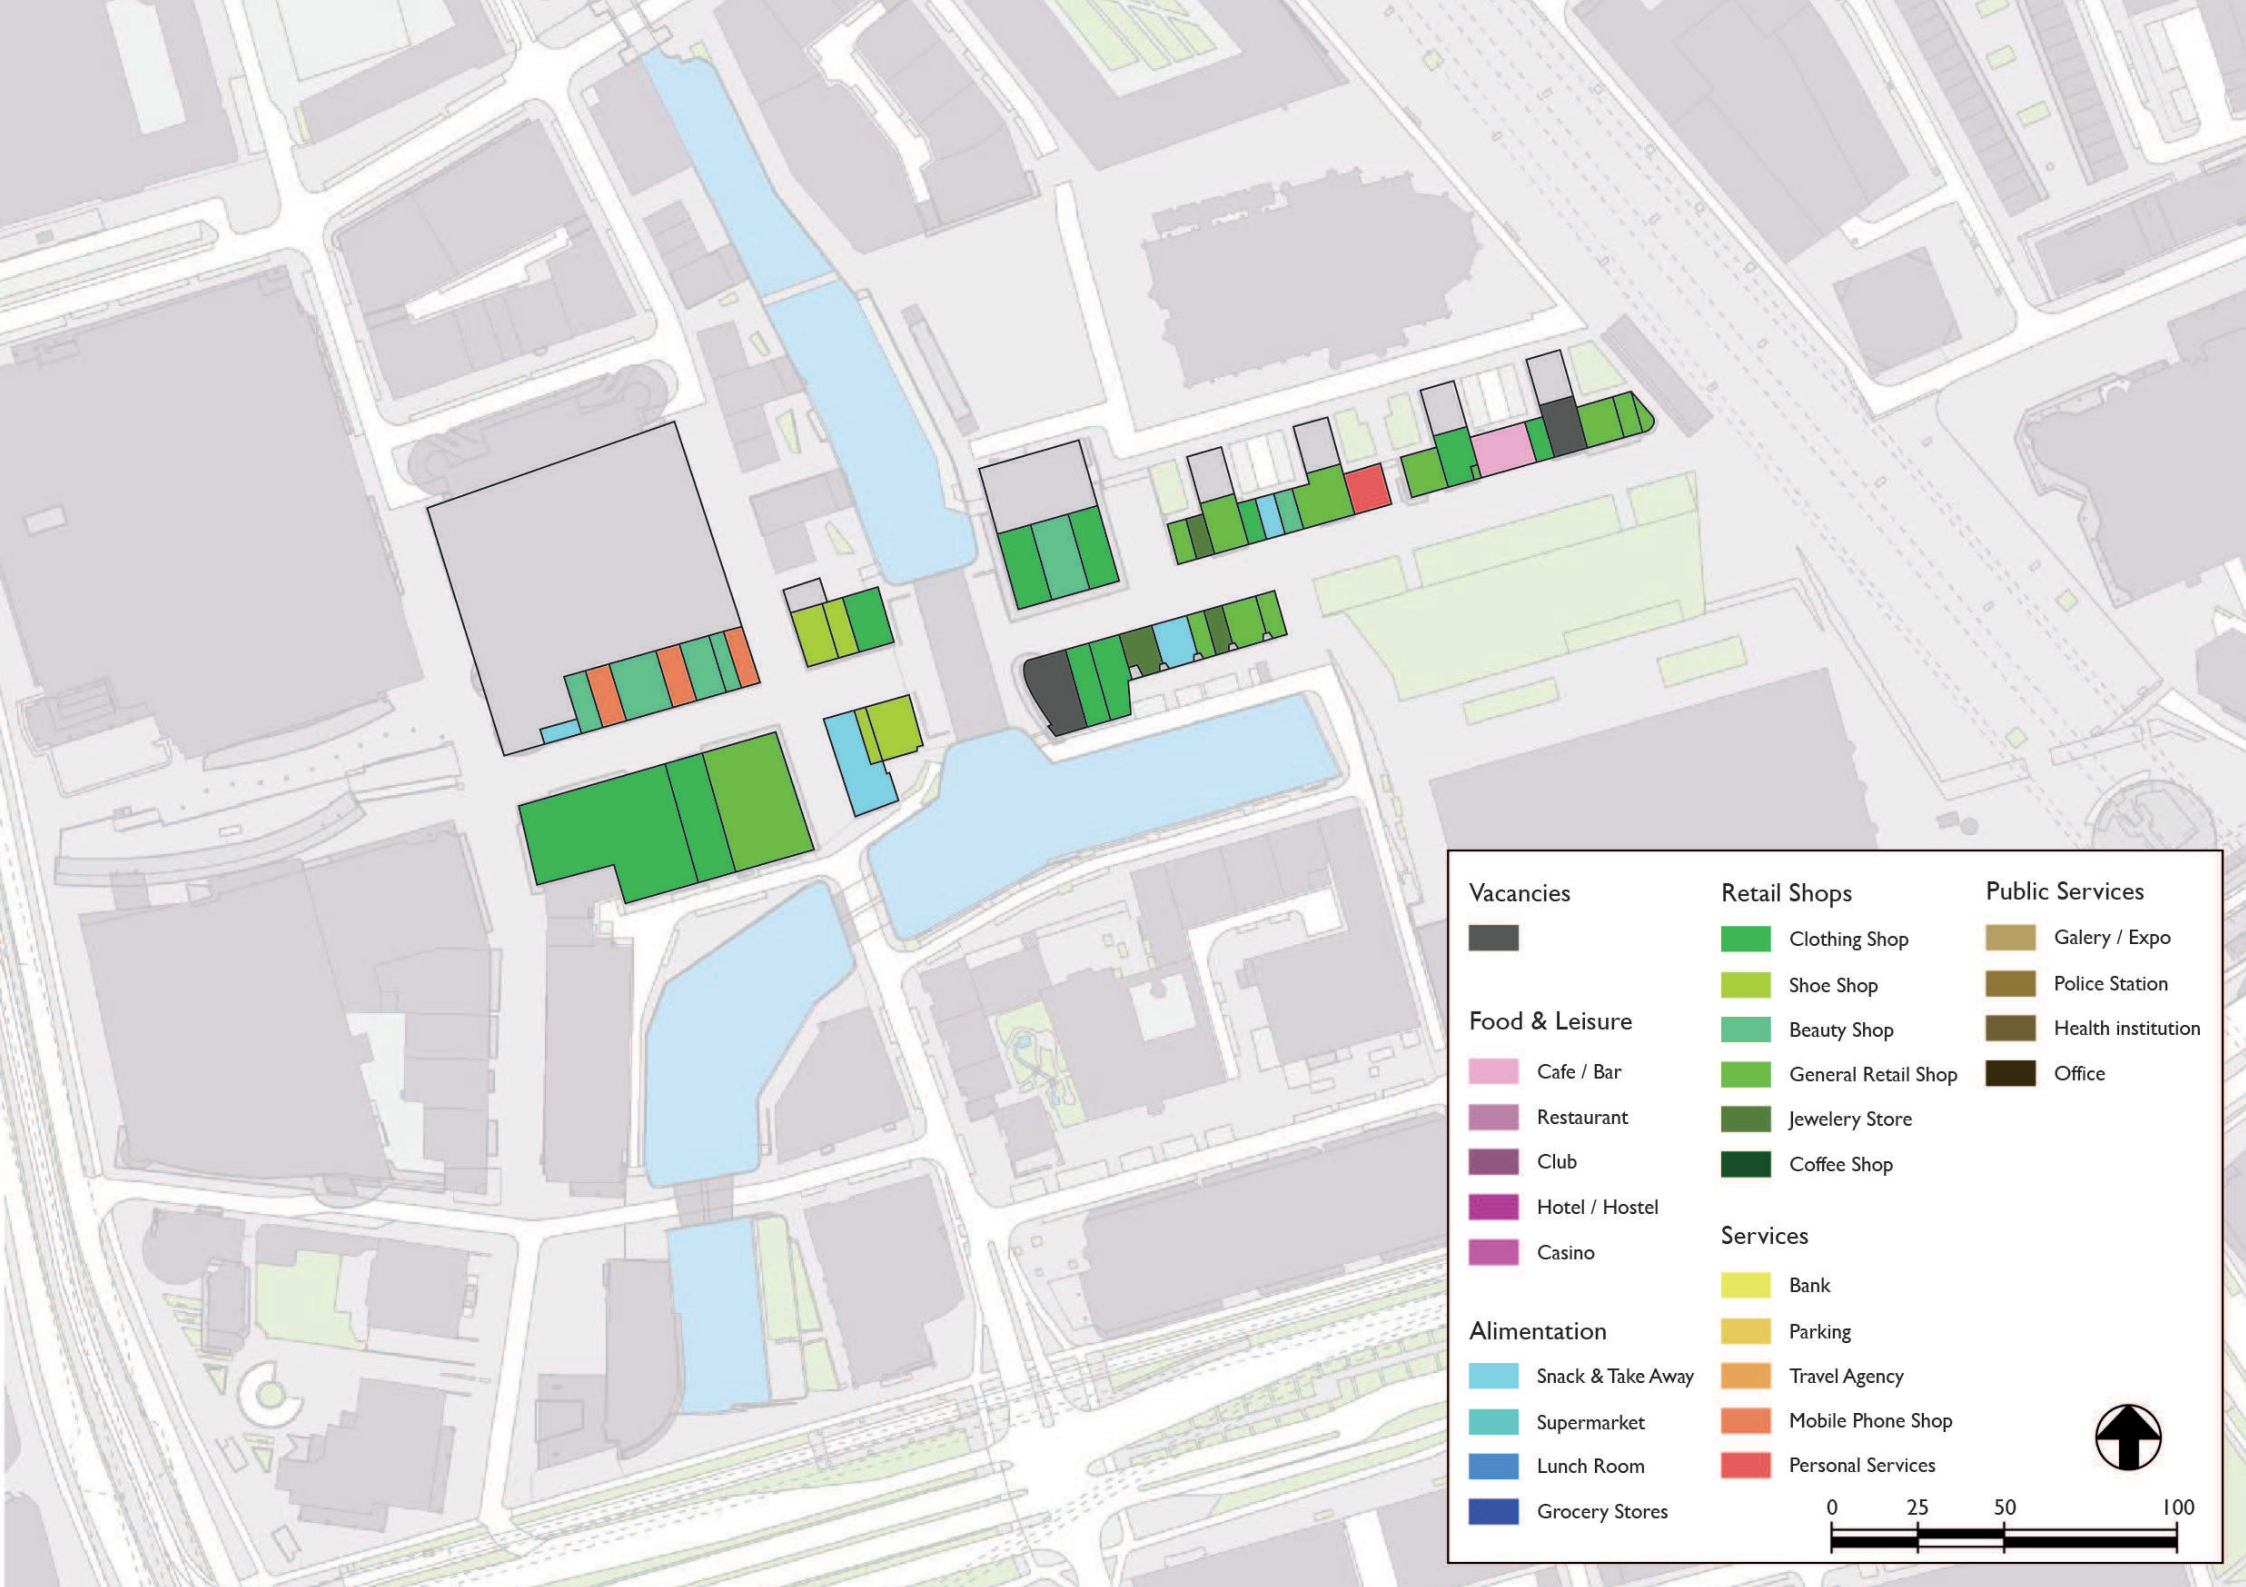 Vacancies
Food & Leisure
Cafe / Bar
Restaurant
Club
Hotel / Hostel
Casino
Alimentation
Snack & Take Away
Supermarket
Lunch Room
Grocery Stores
Retail Shops
Clothing Shop
Shoe Shop
Beauty Shop
General Retail Shop
Jewelery Store
Coffee Shop
Services
Bank
Parking
Travel Agency
Mobile Phone Shop
Personal Services
Public Services
Galery / Expo
Police Station
Health institution
Office
0 25 50 100